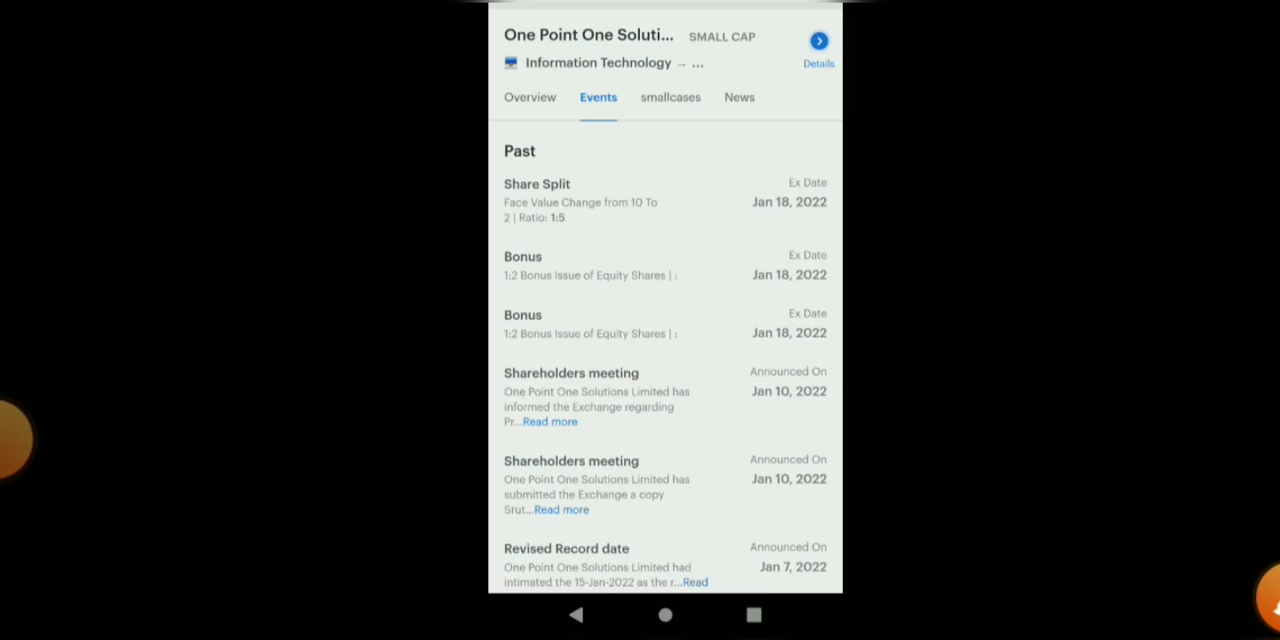 One Point One Soluti... SMALL CAP
Information Technology → ...
Details
Overview Events smallcases News
Past
Share Split Ex Date
Face Value Change from 10 To Jan 18, 2022
2 | Ratio: 1:5
Bonus Ex Date
1:2 Bonus Issue of Equity Shares | : Jan 18, 2022
Bonus Ex Date
1:2 Bonus Issue of Equity Shares | : Jan 18, 2022
Shareholders meeting Announced On
One Point One Solutions Limited has Jan 10, 2022
informed the Exchange regarding
Pr...Read more
Shareholders meeting Announced On
One Point One Solutions Limited has Jan 10, 2022
submitted the Exchange a copy
Srut...Read more
Revised Record date Announced On
One Point One Solutions Limited had Jan 7, 2022
intimated the 15-Jan-2022 as the r...Read